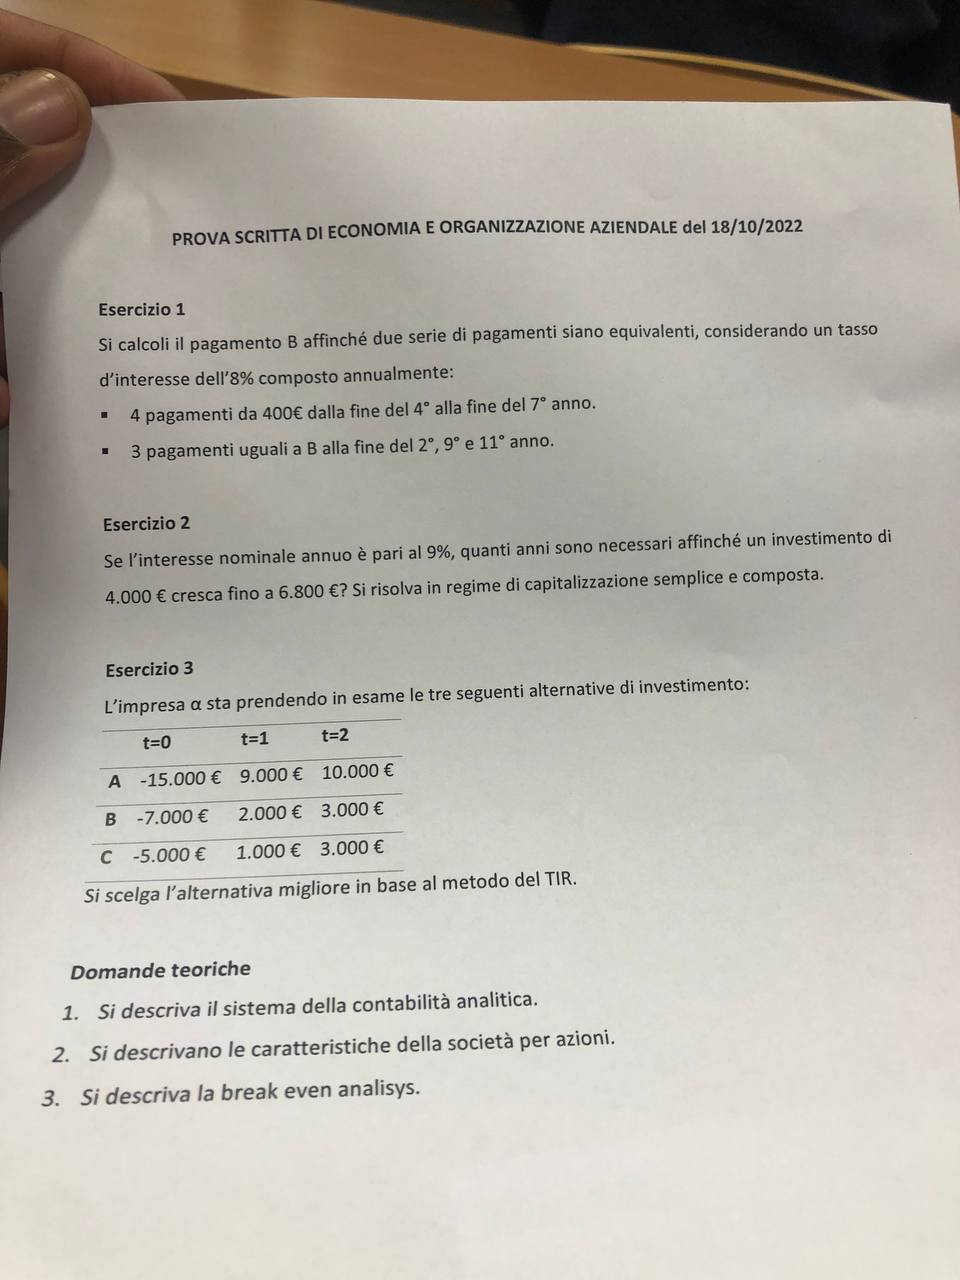 PROVA SCRITTA DI ECONOMIA E ORGANIZZAZIONE AZIENDALE del 18/10/2022
Esercizio 1
Si calcoli il pagamento B affinché due serie di pagamenti siano equivalenti, considerando un tasso
d'interesse dell'8% composto annualmente:
▪ 4 pagamenti da 400€ dalla fine del 4° alla fine del 7° anno.
▪ 3 pagamenti uguali a B alla fine del 2°, 9° e 11° anno.
Esercizio 2
Se l'interesse nominale annuo è pari al 9%, quanti anni sono necessari affinché un investimento di
4.000 € cresca fino a 6.800 €? Si risolva in regime di capitalizzazione semplice e composta.
Esercizio 3
L'impresa α sta prendendo in esame le tre seguenti alternative di investimento:
t=0 t=1 t=2
A -15.000 € 9.000 € 10.000 €
B -7.000 € 2.000 € 3.000 €
C -5.000 € 1.000 € 3.000 €
Si scelga l'alternativa migliore in base al metodo del TIR.
Domande teoriche
1. Si descriva il sistema della contabilità analitica.
2. Si descrivano le caratteristiche della società per azioni.
3. Si descriva la break even analisys.